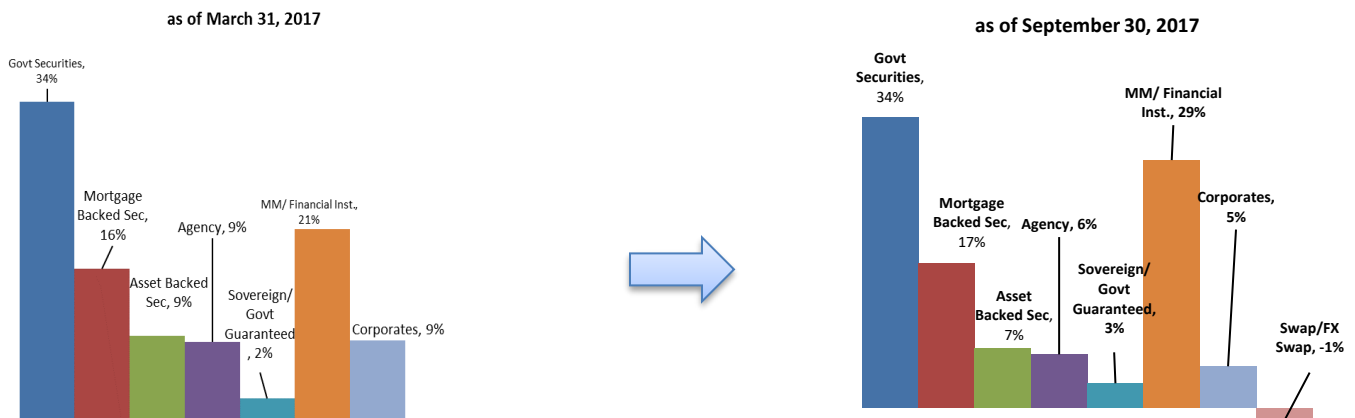 as of March 31, 2017
Govt Securities,
34%
Mortgage
Backed Sec,
16%
Asset Backed
Sec, 9%
Agency, 9%
Sovereign/
Govt
Guaranteed
, 2%
MM/ Financial Inst.,
21%
Corporates, 9%
as of September 30, 2017
Govt
Securities,
34%
Mortgage
Backed Sec,
17%
Asset
Backed Sec,
7%
Agency, 6%
Sovereign/
Govt
Guaranteed,
3%
MM/ Financial
Inst., 29%
Corporates,
5%
Swap/FX
Swap, -1%